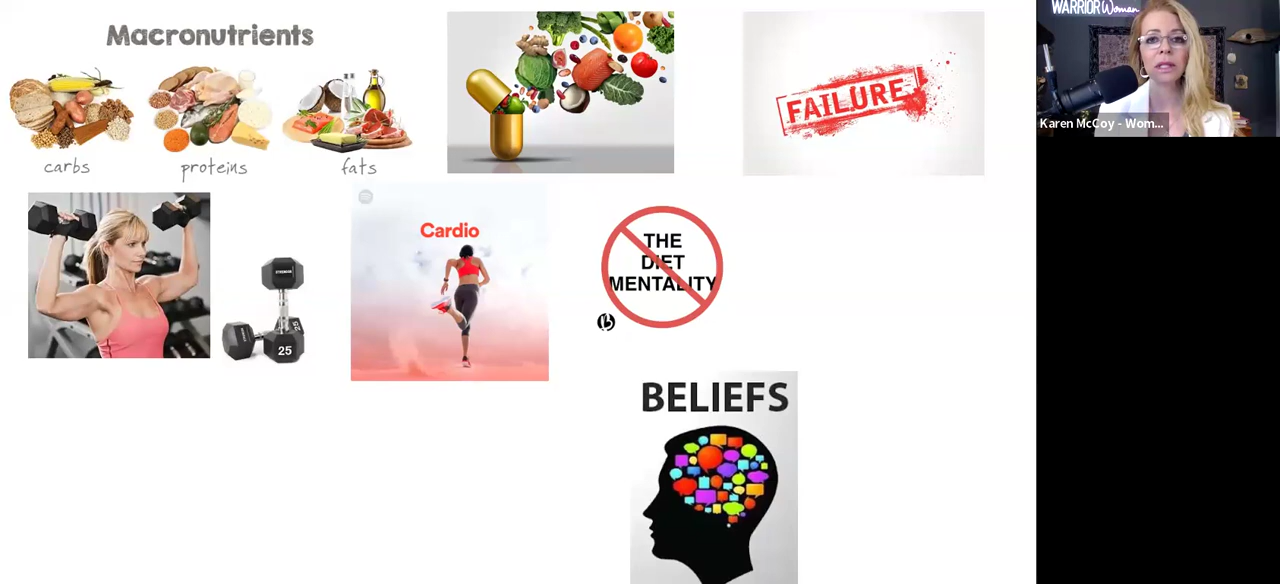 Macronutrients
carbs
proteins
fats
FAILURE
WARRIOR Woman
Karen McCoy - Wom...
Cardio
THE
DIET
MENTALITY
25
BELIEFS